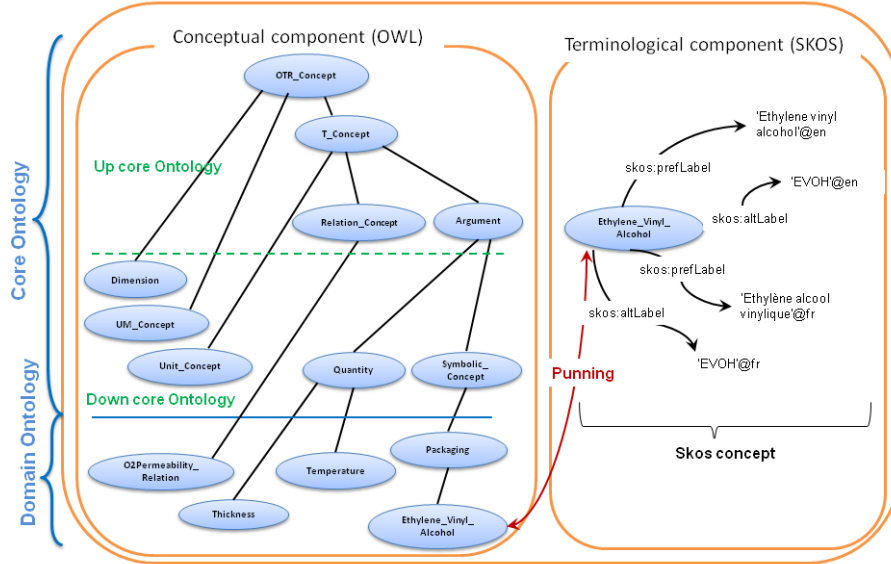 Conceptual component (OWL)
Terminological component (SKOS)
OTR_Concept
T_Concept
Up core Ontology
Relation_Concept
Argument
Dimension
UM_Concept
Unit_Concept
Quantity
Symbolic_
Concept
Down core Ontology
O2Permeability_
Relation
Temperature
Packaging
Thickness
Ethylene_Vinyl_
Alcohol
Core Ontology
Domain Ontology
Punning
'Ethylene vinyl
alcohol'@en
skos:prefLabel
'EVOH'@en
skos:altLabel
Ethylene_Vinyl_
Alcohol
skos:prefLabel
'Ethylène alcool
vinylique'@fr
skos:altLabel
'EVOH'@fr
Skos concept